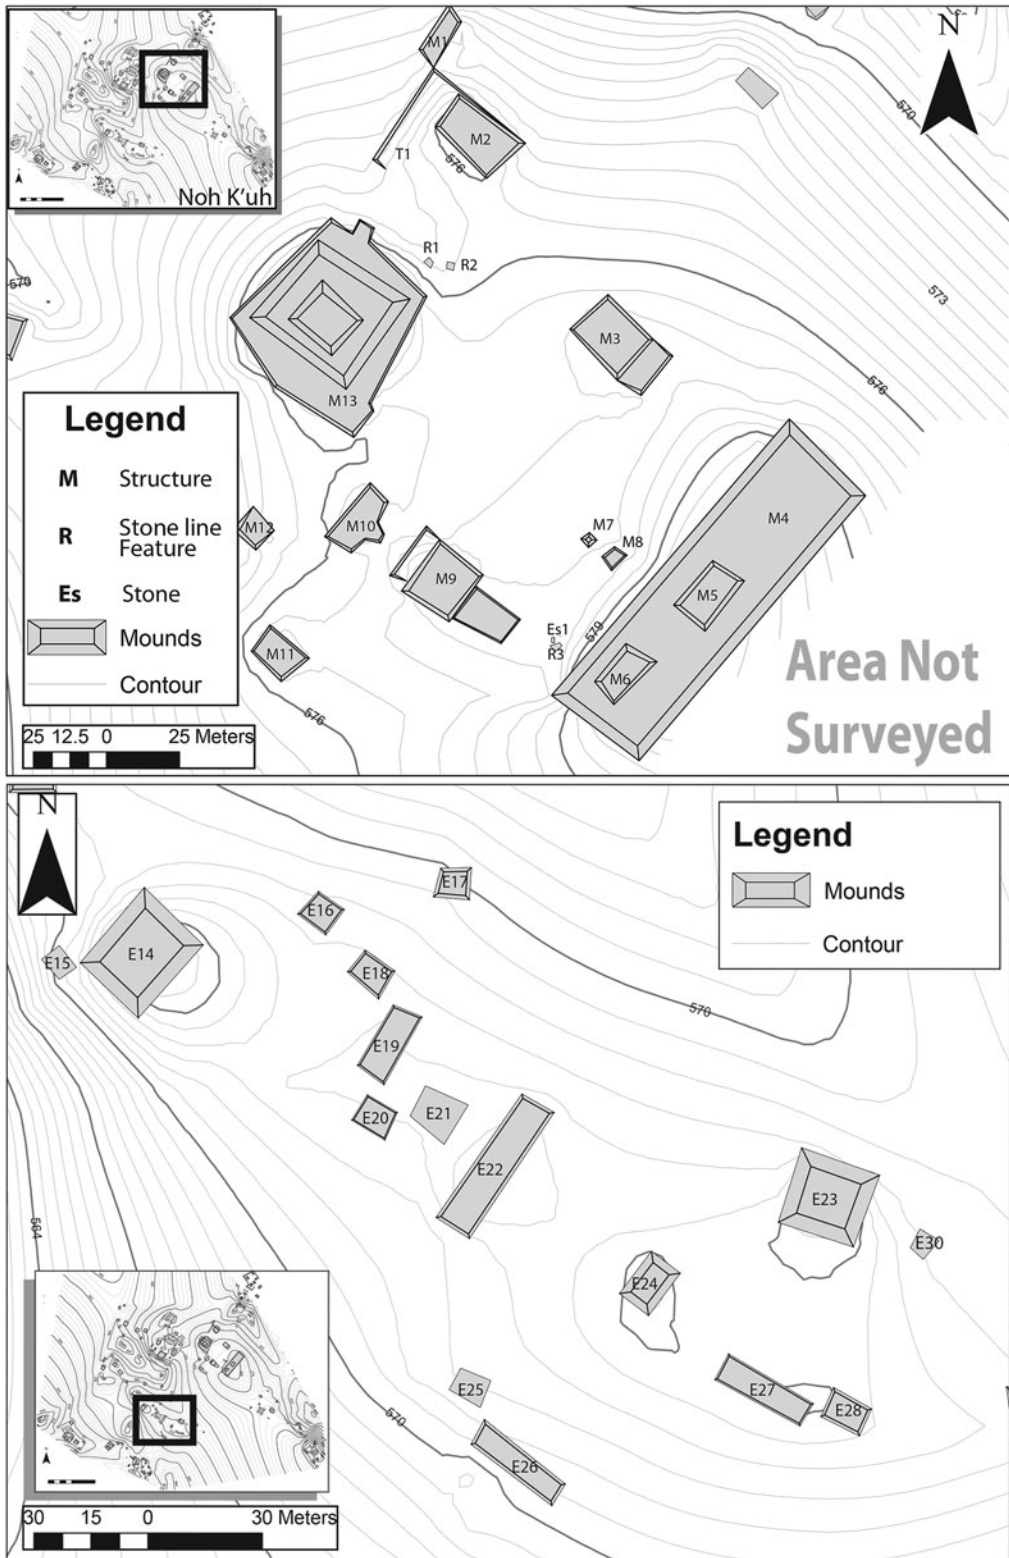 Noh K'uh
N
M1
570
M2
T1
576
R1
R2
570
573
M3
576
M13
Legend
M Structure
R Stone line
Feature
Es Stone
Mounds
Contour
M4
M12
M10
M7
M8
M9
M5
Es1
R3
579
M11
M6
576
Area Not
Surveyed
25 12.5 0 25 Meters
N
Legend
Mounds
Contour
E17
E16
E14
E15
E18
570
E19
E20
E21
E22
E23
564
E30
E24
E27
E25
E28
570
E26
30 15 0 30 Meters